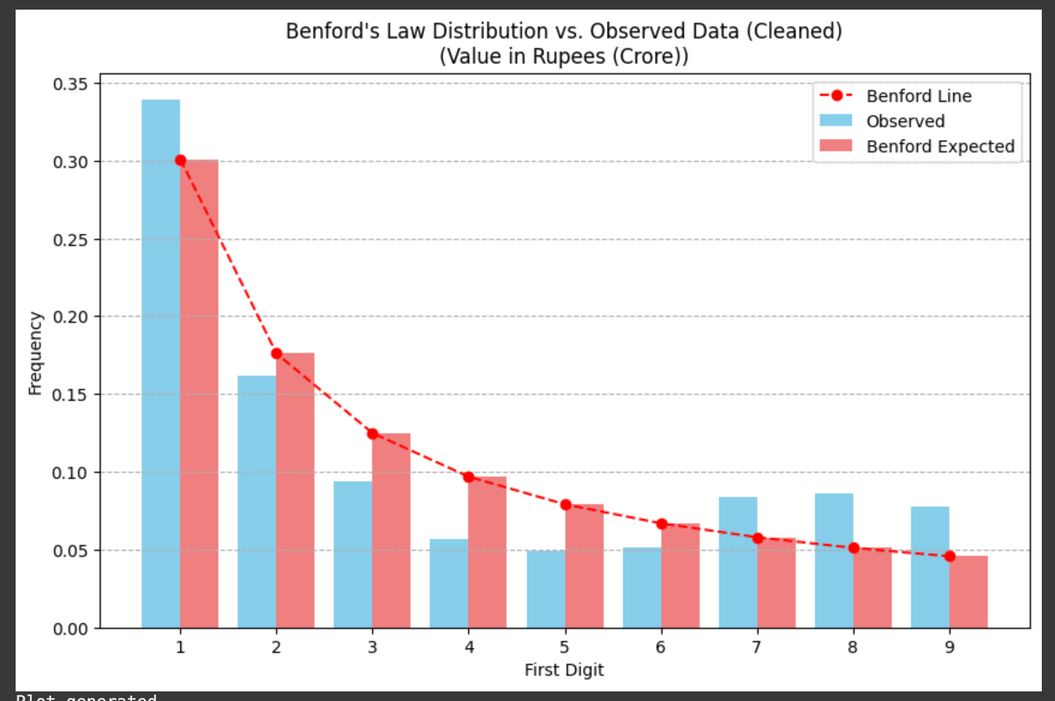 Benford's Law Distribution vs. Observed Data (Cleaned)
(Value in Rupees (Crore))
Benford Line
Observed
Benford Expected
Frequency
0.35
0.30
0.25
0.20
0.15
0.10
0.05
0.00
1 2 3 4 5 6 7 8 9
First Digit
Plot generated